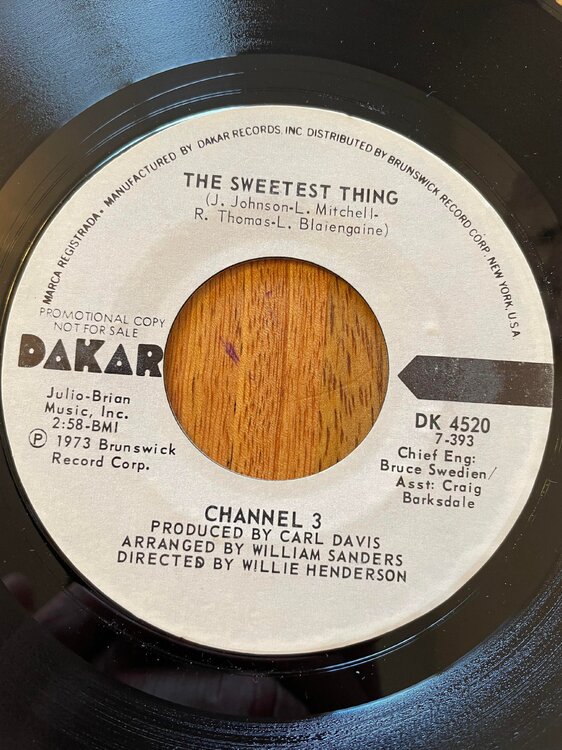 MARCA REGISTRADA • MANUFACTURED BY DAKAR RECORDS, INC DISTRIBUTED BY BRUNSWICK RECORD CORP. NEW YORK, U.S.A
THE SWEETEST THING
(J. Johnson-L. Mitchell-
R. Thomas-L. Blaiengaine)
PROMOTIONAL COPY
NOT FOR SALE
DAKAR
Julio-Brian
Music, Inc.
2:58-BMI
Ⓟ 1973 Brunswick
Record Corp.
DK 4520
7-393
Chief Eng:
Bruce Swedien/
Asst: Craig
Barksdale
CHANNEL 3
PRODUCED BY CARL DAVIS
ARRANGED BY WILLIAM SANDERS
DIRECTED BY WILLIE HENDERSON